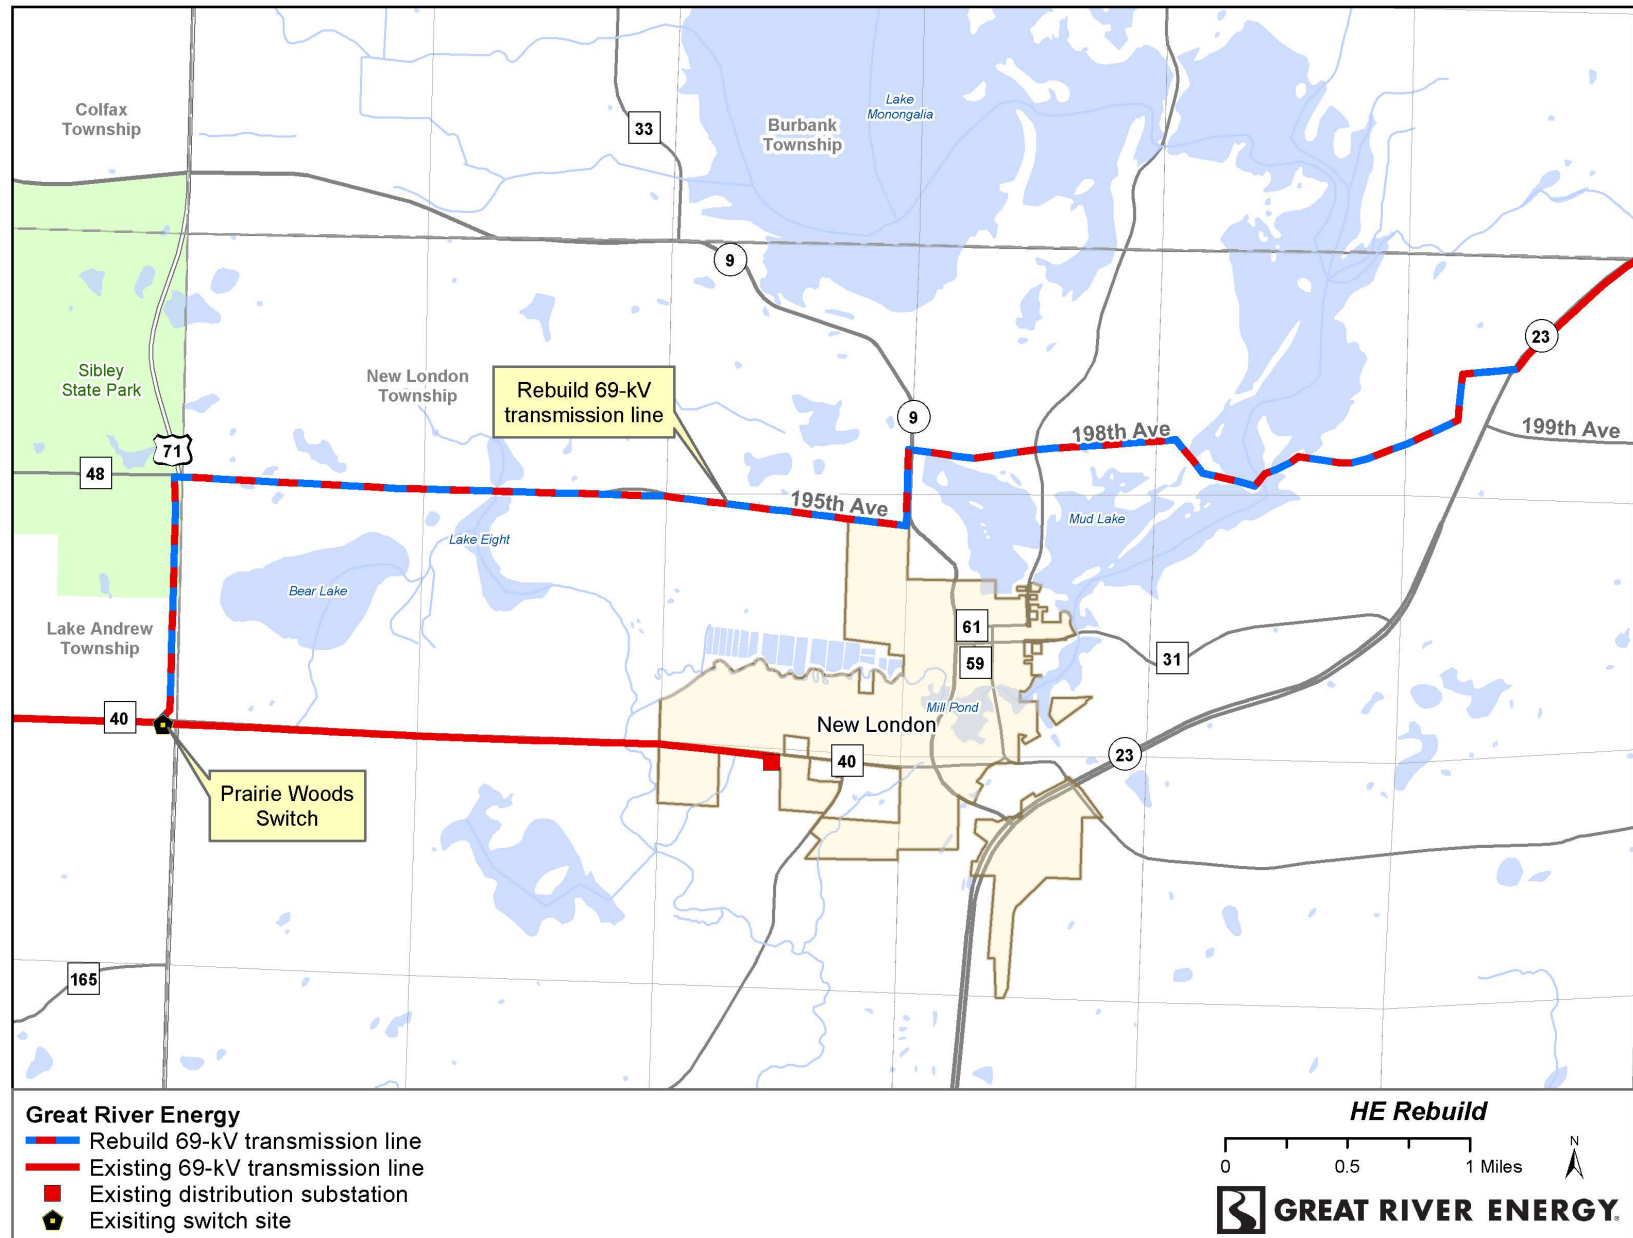 Colfax
Township
33
Burbank
Township
Lake
Monongalia
9
23
Sibley
State Park
New London
Township
Rebuild 69-kV
transmission line
9
71
48
198th Ave
199th Ave
195th Ave
Mud Lake
Lake Eight
Bear Lake
Lake Andrew
Township
61
59
31
Mill Pond
New London
40
40
23
Prairie Woods
Switch
165
Great River Energy
Rebuild 69-kV transmission line
Existing 69-kV transmission line
Existing distribution substation
Exisiting switch site
HE Rebuild
N
0 0.5 1 Miles
GREAT RIVER ENERGY®